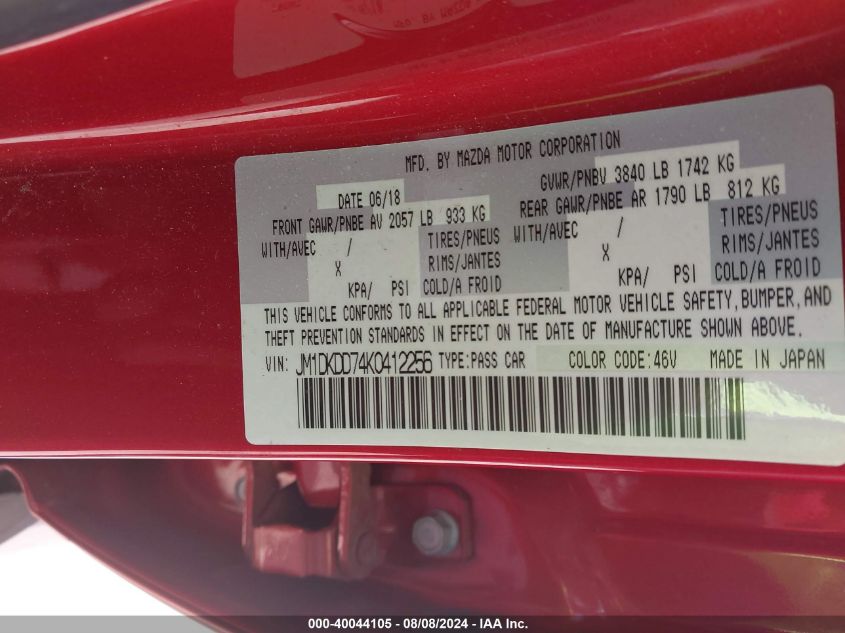 MFD. BY MAZDA MOTOR CORPORATION
DATE 06/18 GVWR/PNBV 3840 LB 1742 KG
FRONT GAWR/PNBE AV 2057 LB 933 KG REAR GAWR/PNBE AR 1790 LB 812 KG
WITH/AVEC / TIRES/PNEUS WITH/AVEC / TIRES/PNEUS
X RIMS/JANTES X RIMS/JANTES
KPA/ PSI COLD/A FROID KPA/ PSI COLD/A FROID
THIS VEHICLE CONFORMS TO ALL APPLICABLE FEDERAL MOTOR VEHICLE SAFETY, BUMPER, AND
THEFT PREVENTION STANDARDS IN EFFECT ON THE DATE OF MANUFACTURE SHOWN ABOVE.
VIN: JM1DKDD74K0412256 TYPE:PASS CAR COLOR CODE:46V MADE IN JAPAN
000-40044105 - 08/08/2024 - IAA Inc.